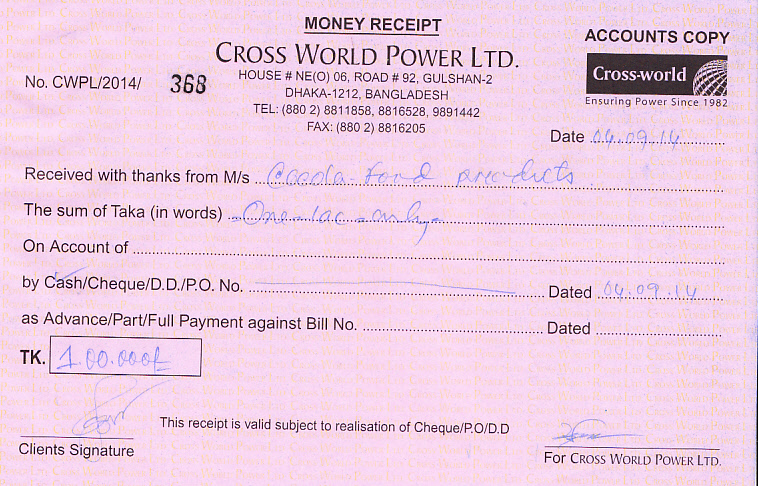 MONEY RECEIPT
ACCOUNTS COPY
CROSS WORLD POWER LTD.
Cross-world
Ensuring Power Since 1982
No. CWPL/2014/ 368
HOUSE # NE(O) 06, ROAD # 92, GULSHAN-2
DHAKA-1212, BANGLADESH
TEL: (880 2) 8811858, 8816528, 9891442
FAX: (880 2) 8816205
Date 04.09.14
Received with thanks from M/s food products
The sum of Taka (in words) - One - lac - only -
On Account of
by Cash/Cheque/D.D./P.O. No. Dated 04.09.14
as Advance/Part/Full Payment against Bill No. Dated
TK. 1.00.000/=
This receipt is valid subject to realisation of Cheque/P.O/D.D
Clients Signature
For CROSS WORLD POWER LTD.